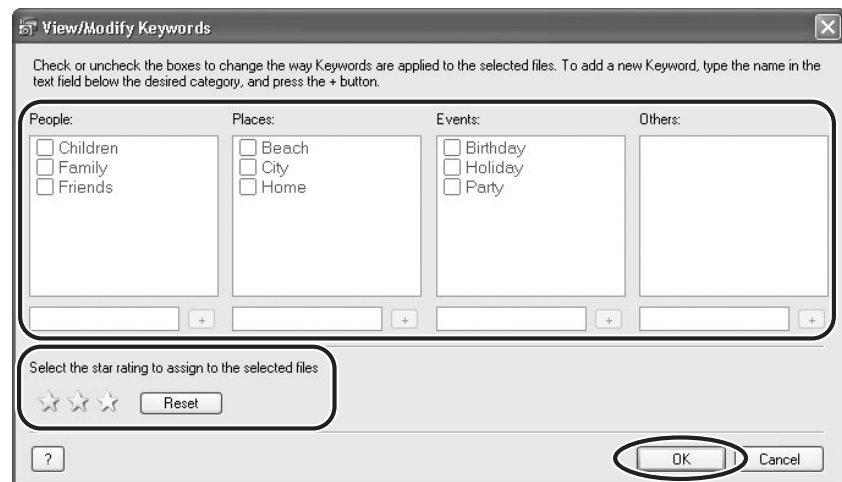 View/Modify Keywords
Check or uncheck the boxes to change the way Keywords are applied to the selected files. To add a new Keyword, type the name in the
text field below the desired category, and press the + button.
People: Places: Events: Others:
Children Beach Birthday
Family City Holiday
Friends Home Party
+ + + +
Select the star rating to assign to the selected files
Reset
? OK Cancel